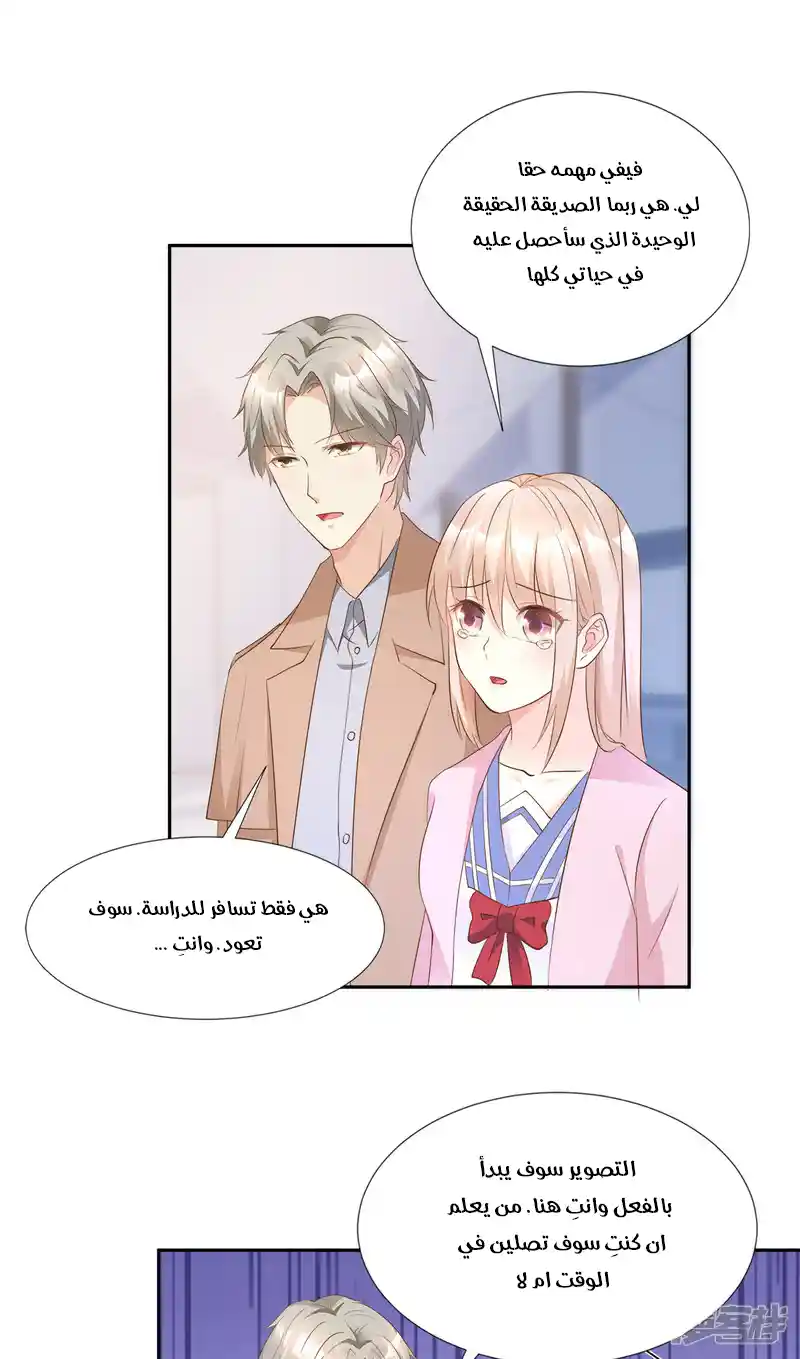 فيفي مهمه حقا
لي. هي ربما الصديقة الحقيقة
الوحيدة الذي سأحصل عليه
في حياتي كلها
هي فقط تسافر للدراسة. سوف
تعود. وانتِ ...
التصوير سوف يبدأ
بالفعل وانتِ هنا. من يعلم
ان كنتِ سوف تصلين في
الوقت ام لا